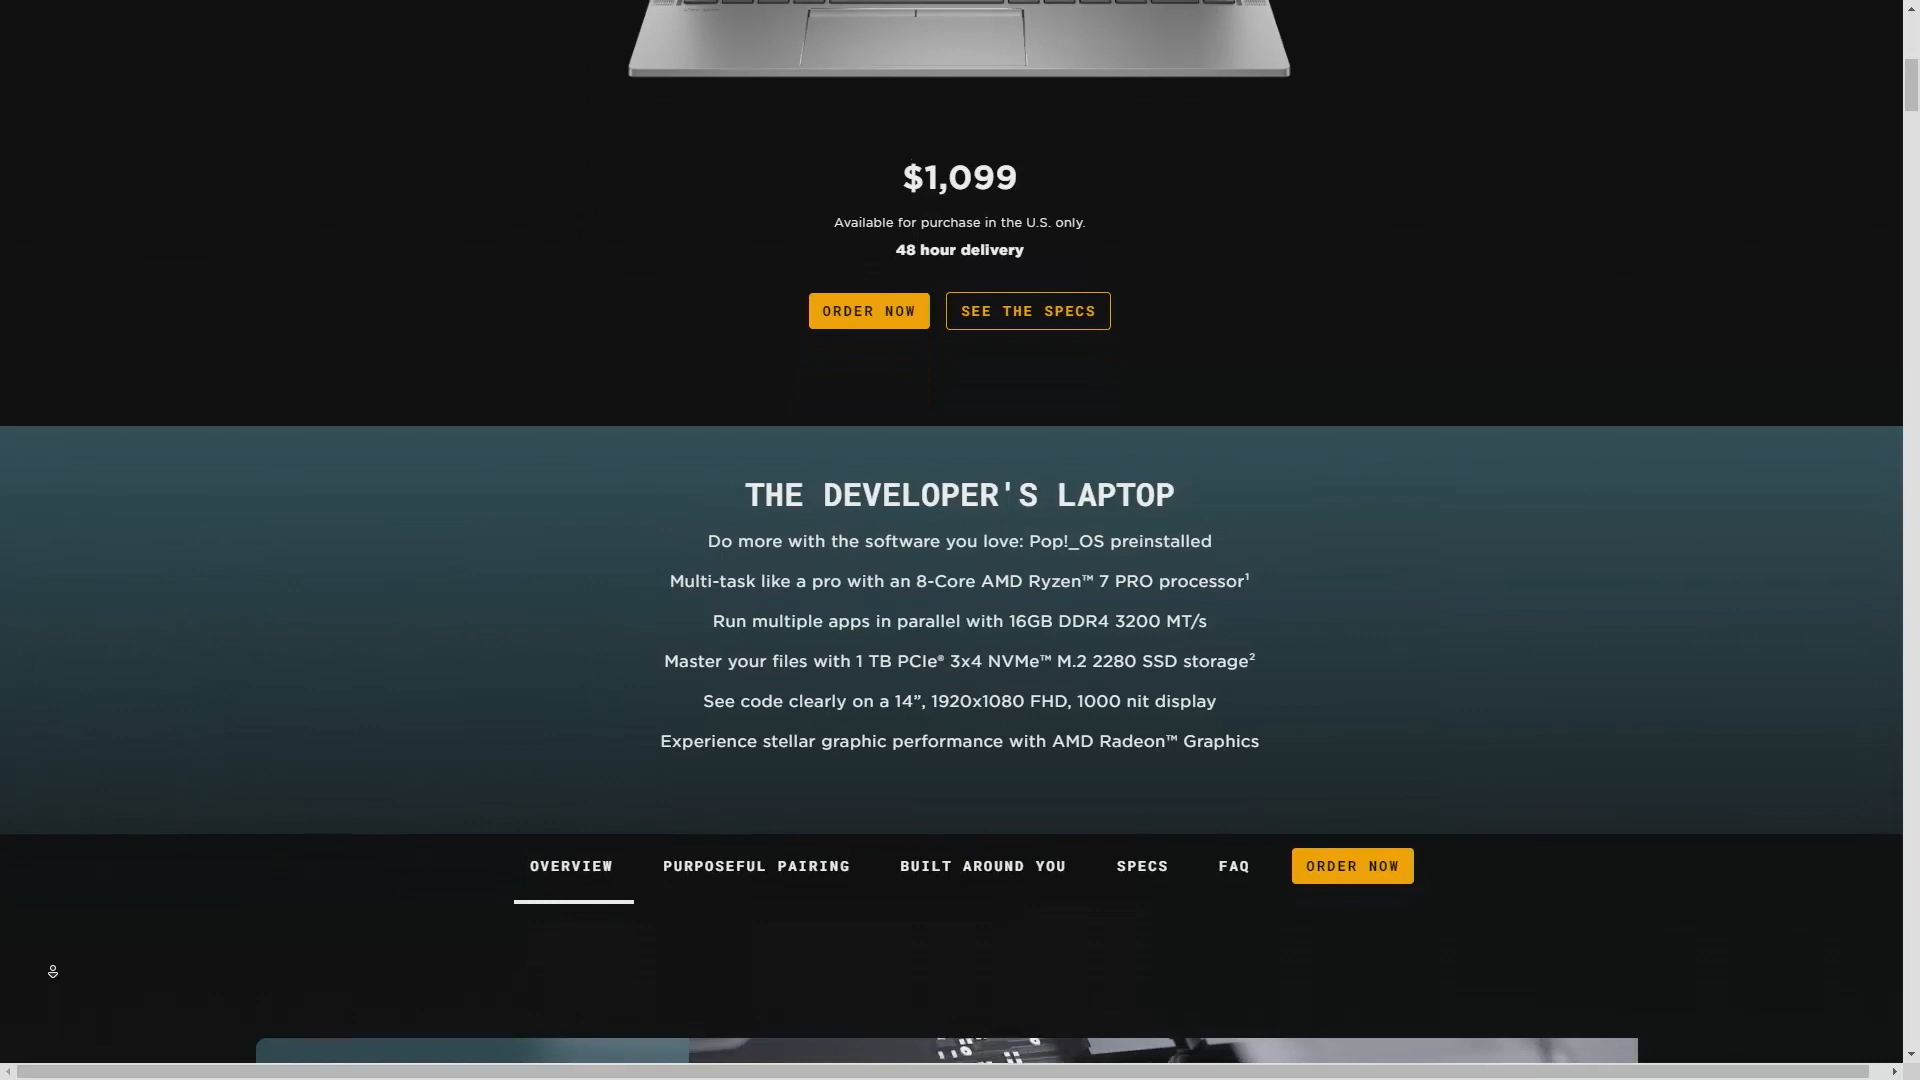 $1,099
Available for purchase in the U.S. only.
48 hour delivery
ORDER NOW
SEE THE SPECS
THE DEVELOPER'S LAPTOP
Do more with the software you love: Pop!_OS preinstalled
Multi-task like a pro with an 8-Core AMD Ryzen™ 7 PRO processor¹
Run multiple apps in parallel with 16GB DDR4 3200 MT/s
Master your files with 1 TB PCIe® 3x4 NVMe™ M.2 2280 SSD storage²
See code clearly on a 14”, 1920x1080 FHD, 1000 nit display
Experience stellar graphic performance with AMD Radeon™ Graphics
OVERVIEW
PURPOSEFUL PAIRING
BUILT AROUND YOU
SPECS
FAQ
ORDER NOW